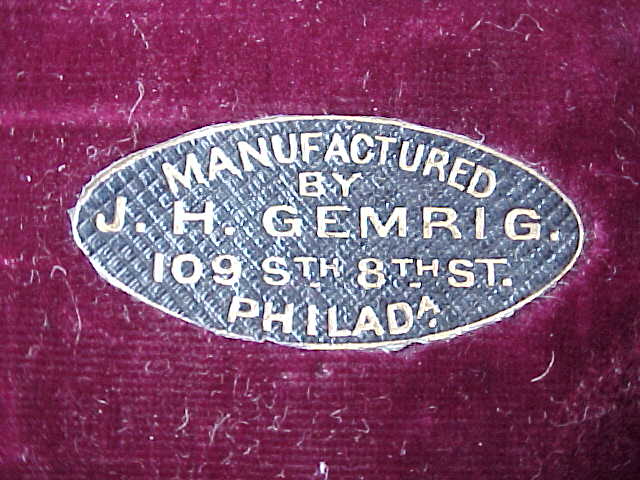 MANUFACTURED
BY
J. H. GEMRIG.
109 STH 8TH ST.
PHILADA